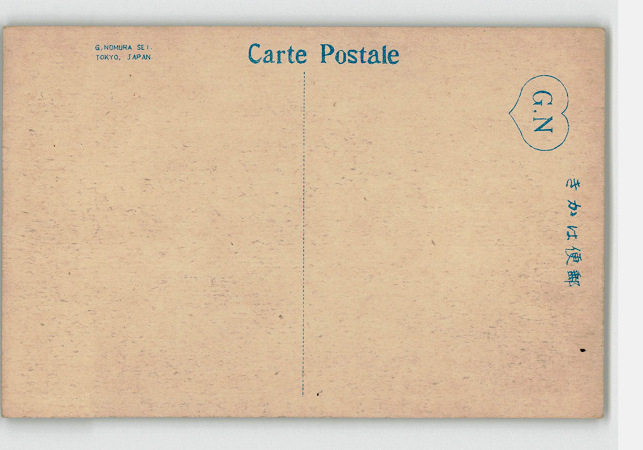 G. NOMURA SEI.
TOKYO, JAPAN
Carte Postale
G.N
きかは便郵